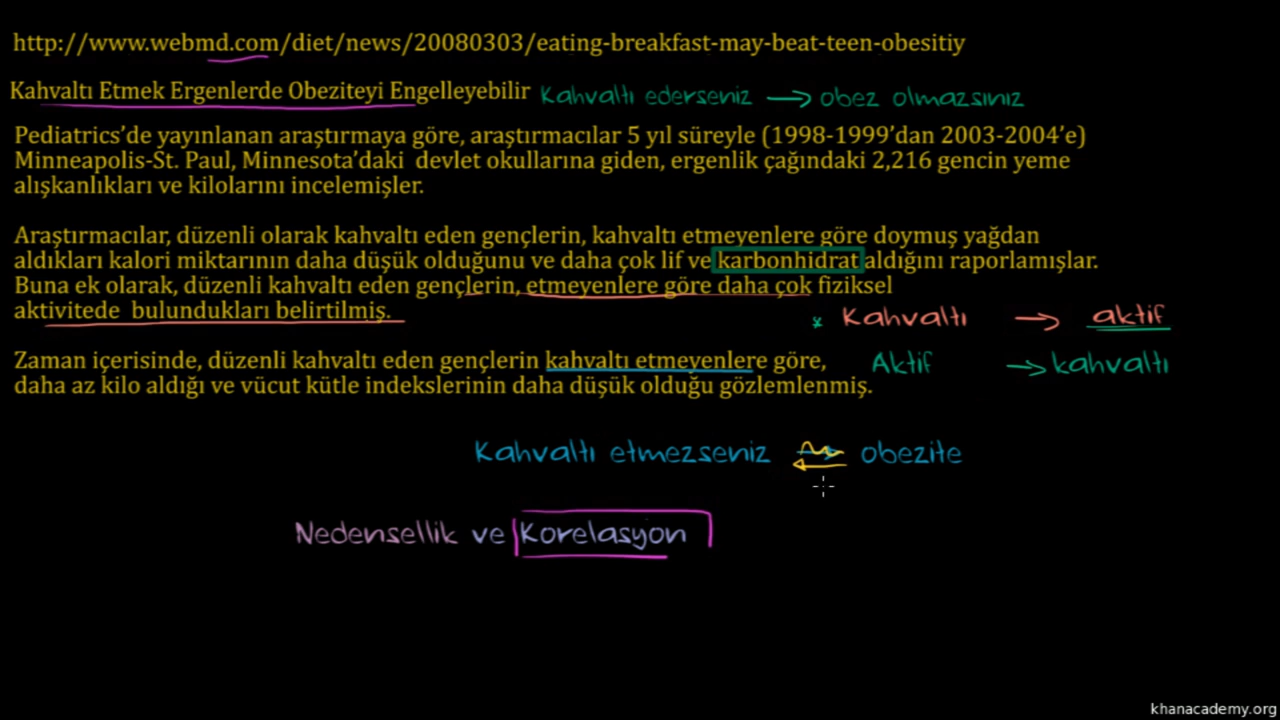 http://www.webmd.com/diet/news/20080303/eating-breakfast-may-beat-teen-obesitiy
Kahvaltı Etmek Ergenlerde Obeziteyi Engelleyebilir Kahvaltı ederseniz → obez olmazsınız
Pediatrics’de yayınlanan araştırmaya göre, araştırmacılar 5 yıl süreyle (1998-1999’dan 2003-2004’e)
Minneapolis-St. Paul, Minnesota’daki devlet okullarına giden, ergenlik çağındaki 2,216 gencin yeme
alışkanlıkları ve kilolarını incelemişler.
Araştırmacılar, düzenli olarak kahvaltı eden gençlerin, kahvaltı etmeyenlere göre doymuş yağdan
aldıkları kalori miktarının daha düşük olduğunu ve daha çok lif ve karbonhidrat aldığını raporlamışlar.
Buna ek olarak, düzenli kahvaltı eden gençlerin, etmeyenlere göre daha çok fiziksel
aktivitede bulundukları belirtilmiş.
* Kahvaltı → aktif
Zaman içerisinde, düzenli kahvaltı eden gençlerin kahvaltı etmeyenlere göre, Aktif → kahvaltı
daha az kilo aldığı ve vücut kütle indekslerinin daha düşük olduğu gözlemlenmiş.
Kahvaltı etmezseniz obezite
Nedensellik ve Korelasyon
khanacademy.org